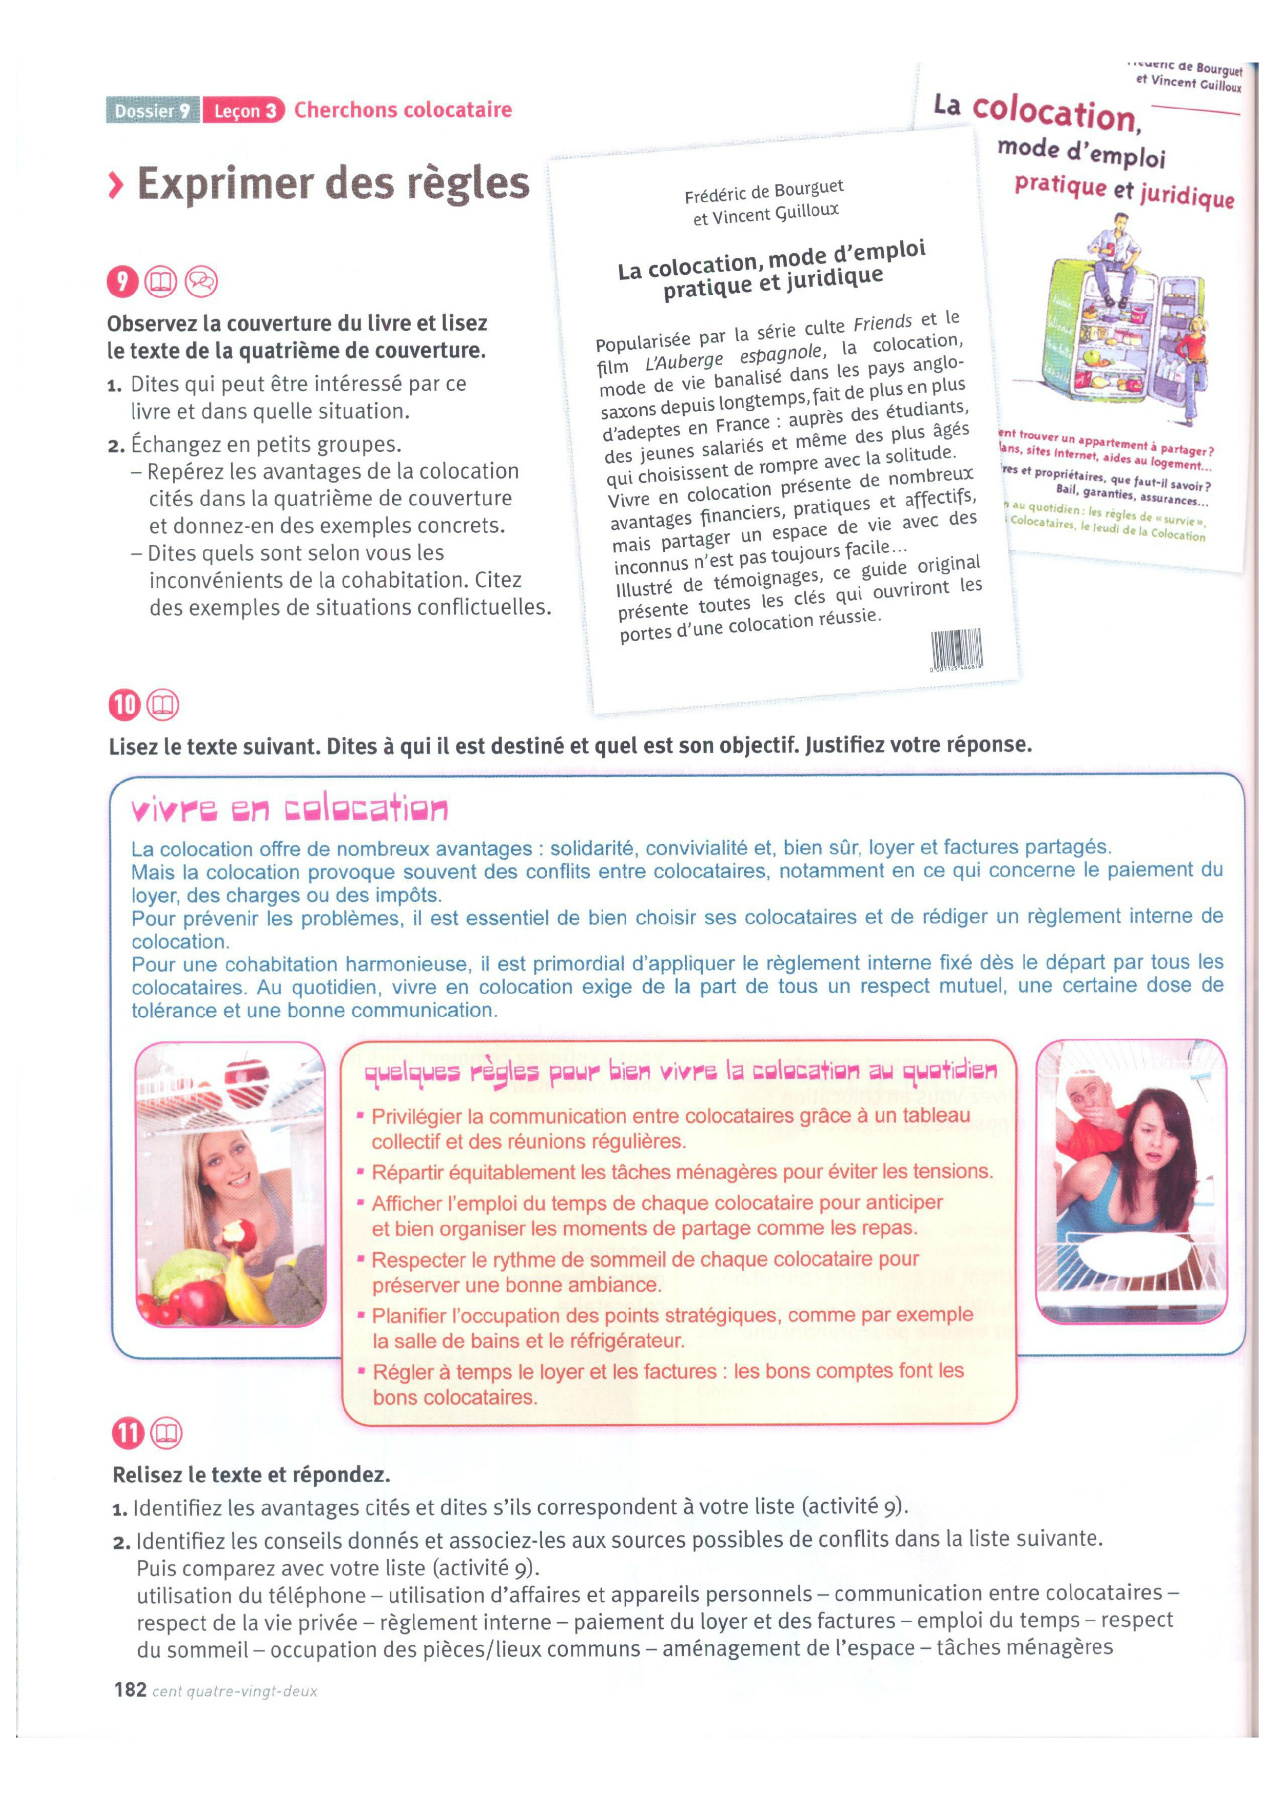 Dossier 9 Leçon 3 Cherchons colocataire
› Exprimer des règles
9
Observez la couverture du livre et lisez
le texte de la quatrième de couverture.
1. Dites qui peut être intéressé par ce
livre et dans quelle situation.
2. Échangez en petits groupes.
– Repérez les avantages de la colocation
cités dans la quatrième de couverture
et donnez-en des exemples concrets.
– Dites quels sont selon vous les
inconvénients de la cohabitation. Citez
des exemples de situations conflictuelles.
Frédéric de Bourguet
et Vincent Guilloux
La colocation, mode d'emploi
pratique et juridique
Popularisée par la série culte Friends et le
film L'Auberge espagnole, la colocation,
mode de vie banalisé dans les pays anglo-
saxons depuis longtemps, fait de plus en plus
d'adeptes en France : auprès des étudiants,
des jeunes salariés et même des plus âgés
qui choisissent de rompre avec la solitude.
Vivre en colocation présente de nombreux
avantages financiers, pratiques et affectifs,
mais partager un espace de vie avec des
inconnus n'est pas toujours facile...
Illustré de témoignages, ce guide original
présente toutes les clés qui ouvriront les
portes d'une colocation réussie.
de Bourguet
et Vincent Guilloux
La colocation,
mode d'emploi
pratique et juridique
ent trouver un appartement à partager ?
ans, sites Internet, aides au logement...
res et propriétaires, que faut-il savoir ?
Bail, garanties, assurances...
au quotidien : les règles de « survie »,
Colocataires, le Jeudi de la Colocation
10
Lisez le texte suivant. Dites à qui il est destiné et quel est son objectif. Justifiez votre réponse.
vivre en colocation
La colocation offre de nombreux avantages : solidarité, convivialité et, bien sûr, loyer et factures partagés.
Mais la colocation provoque souvent des conflits entre colocataires, notamment en ce qui concerne le paiement du
loyer, des charges ou des impôts.
Pour prévenir les problèmes, il est essentiel de bien choisir ses colocataires et de rédiger un règlement interne de
colocation.
Pour une cohabitation harmonieuse, il est primordial d'appliquer le règlement interne fixé dès le départ par tous les
colocataires. Au quotidien, vivre en colocation exige de la part de tous un respect mutuel, une certaine dose de
tolérance et une bonne communication.
quelques règles pour bien vivre la colocation au quotidien
▪ Privilégier la communication entre colocataires grâce à un tableau
collectif et des réunions régulières.
▪ Répartir équitablement les tâches ménagères pour éviter les tensions.
▪ Afficher l'emploi du temps de chaque colocataire pour anticiper
et bien organiser les moments de partage comme les repas.
▪ Respecter le rythme de sommeil de chaque colocataire pour
préserver une bonne ambiance.
▪ Planifier l'occupation des points stratégiques, comme par exemple
la salle de bains et le réfrigérateur.
▪ Régler à temps le loyer et les factures : les bons comptes font les
bons colocataires.
11
Relisez le texte et répondez.
1. Identifiez les avantages cités et dites s'ils correspondent à votre liste (activité 9).
2. Identifiez les conseils donnés et associez-les aux sources possibles de conflits dans la liste suivante.
Puis comparez avec votre liste (activité 9).
utilisation du téléphone – utilisation d'affaires et appareils personnels – communication entre colocataires –
respect de la vie privée – règlement interne – paiement du loyer et des factures – emploi du temps – respect
du sommeil – occupation des pièces/lieux communs – aménagement de l'espace – tâches ménagères
182 cent quatre-vingt-deux